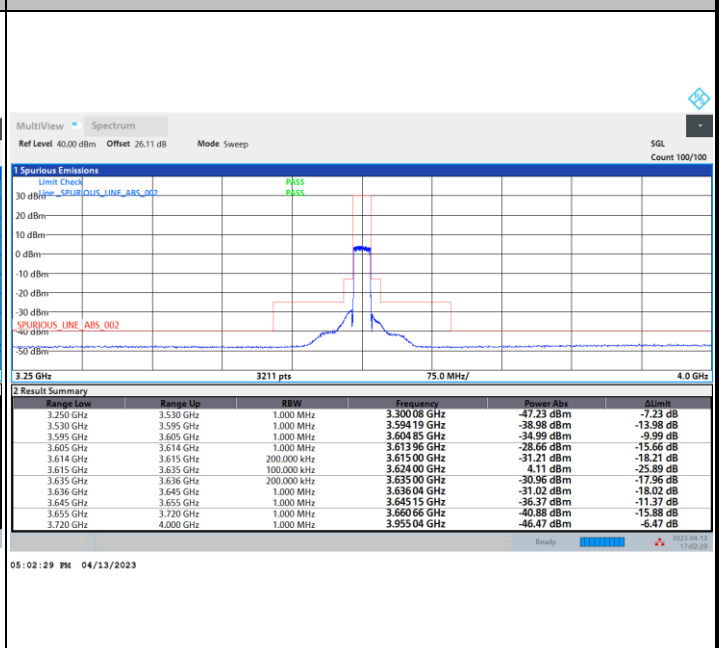 MultiView Spectrum
Ref Level 40.00 dBm Offset 26.11 dB Mode Sweep SGL
Count 100/100
1 Spurious Emissions
Limit Check PASS
Line _SPURIOUS_LINE_ABS_002 PASS
30 dBm
20 dBm
10 dBm
0 dBm
-10 dBm
-20 dBm
-30 dBm
SPURIOUS_LINE_ABS_002
-40 dBm
-50 dBm
3.25 GHz 3211 pts 75.0 MHz/ 4.0 GHz
2 Result Summary
Range Low Range Up RBW Frequency Power Abs ΔLimit
3.250 GHz 3.530 GHz 1.000 MHz 3.300 08 GHz -47.23 dBm -7.23 dB
3.530 GHz 3.595 GHz 1.000 MHz 3.594 19 GHz -38.98 dBm -13.98 dB
3.595 GHz 3.605 GHz 1.000 MHz 3.604 85 GHz -34.99 dBm -9.99 dB
3.605 GHz 3.614 GHz 1.000 MHz 3.613 96 GHz -28.66 dBm -15.66 dB
3.614 GHz 3.615 GHz 200.000 kHz 3.615 00 GHz -31.21 dBm -18.21 dB
3.615 GHz 3.635 GHz 100.000 kHz 3.624 00 GHz 4.11 dBm -25.89 dB
3.635 GHz 3.636 GHz 200.000 kHz 3.635 00 GHz -30.96 dBm -17.96 dB
3.636 GHz 3.645 GHz 1.000 MHz 3.636 04 GHz -31.02 dBm -18.02 dB
3.645 GHz 3.655 GHz 1.000 MHz 3.645 15 GHz -36.37 dBm -11.37 dB
3.655 GHz 3.720 GHz 1.000 MHz 3.660 66 GHz -40.88 dBm -15.88 dB
3.720 GHz 4.000 GHz 1.000 MHz 3.955 04 GHz -46.47 dBm -6.47 dB
Ready 2023-04-13
17:02:29
05:02:29 PM 04/13/2023